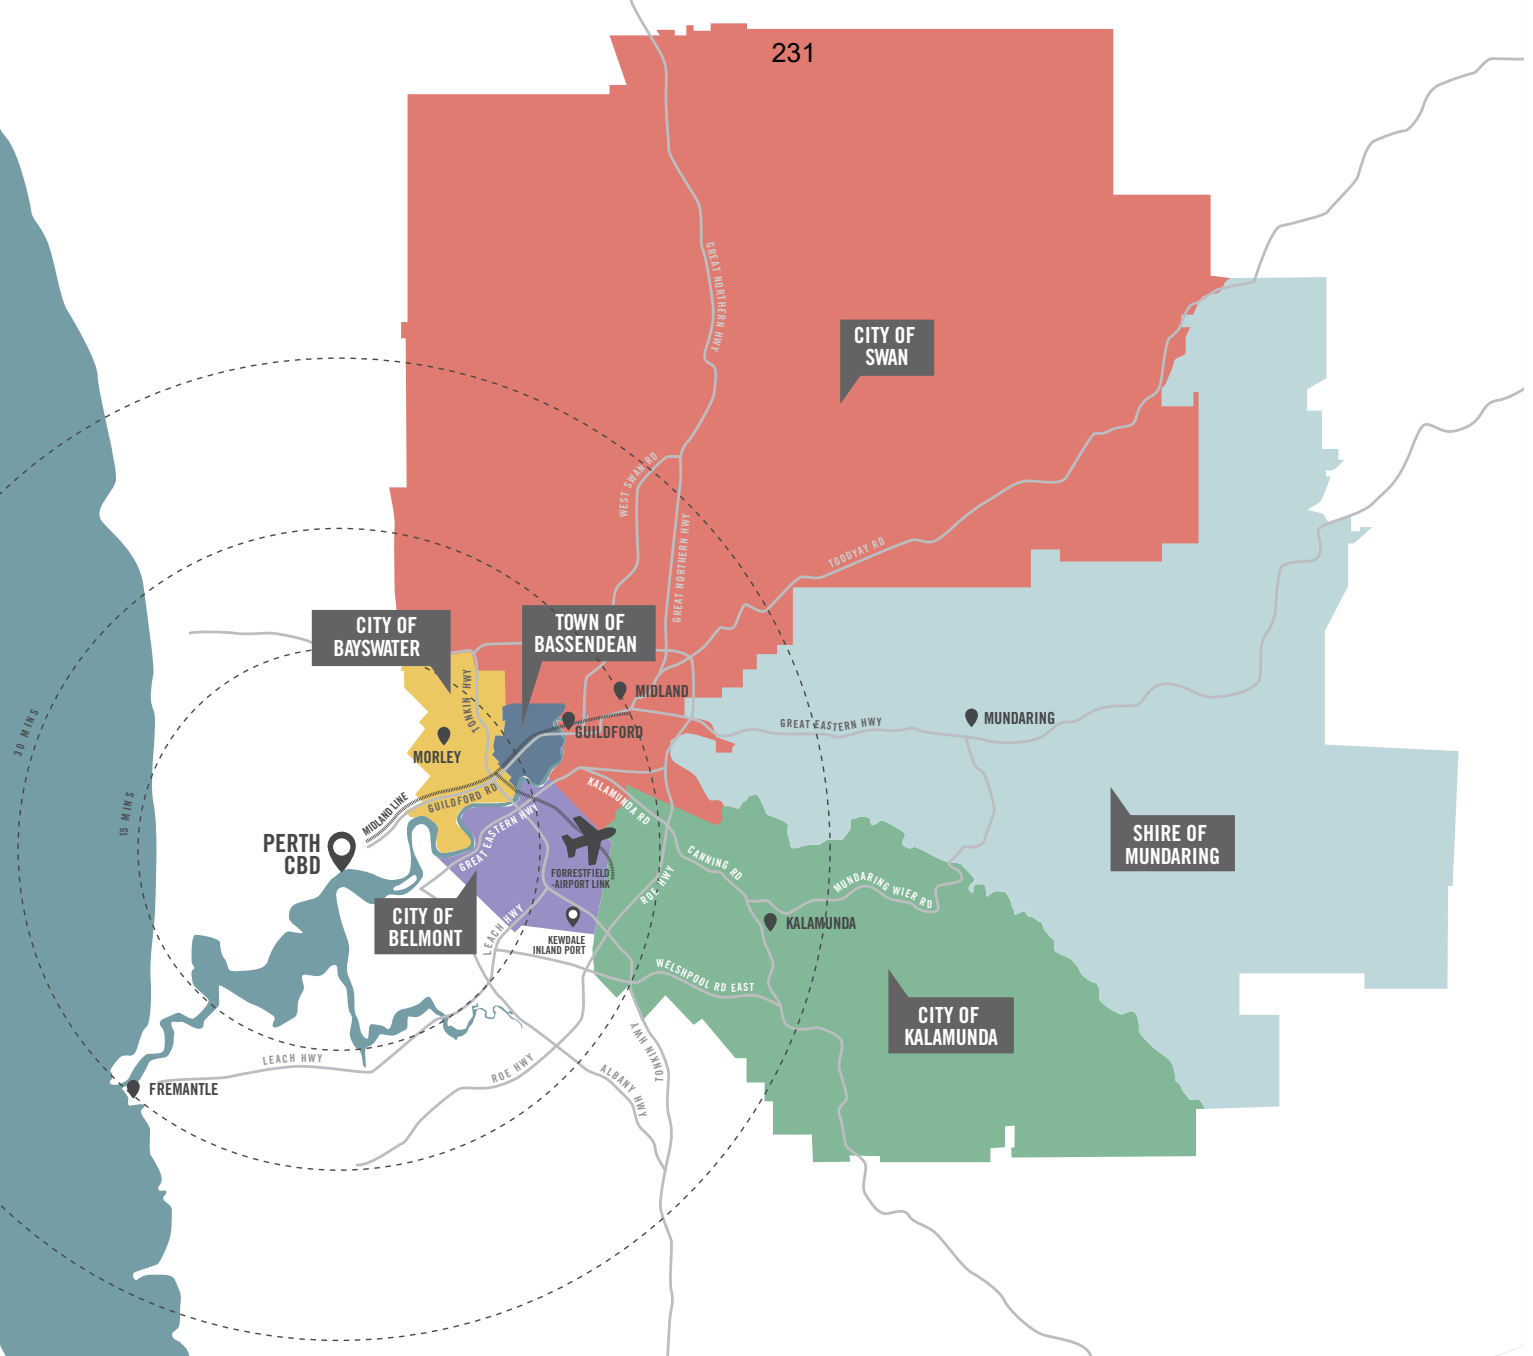 231
GREAT NORTHERN HWY
CITY OF
SWAN
WEST SWAN RD
GREAT NORTHERN HWY
TOODYAY RD
CITY OF
BAYSWATER
TOWN OF
BASSENDEAN
TONKIN HWY
MIDLAND
GUILDFORD
GREAT EASTERN HWY
MUNDARING
30 MINS
MORLEY
15 MINS
MIDLAND LINE
GUILDFORD RD
KALAMUNDA RD
PERTH
CBD
GREAT EASTERN HWY
FORRESTFIELD
-AIRPORT LINK
CANNING RD
ROE HWY
MUNDARING WIER RD
SHIRE OF
MUNDARING
CITY OF
BELMONT
LEACH HWY
KEWDALE
INLAND PORT
KALAMUNDA
WELSHPOOL RD EAST
CITY OF
KALAMUNDA
LEACH HWY
ROE HWY
TONKIN HWY
ALBANY HWY
FREMANTLE